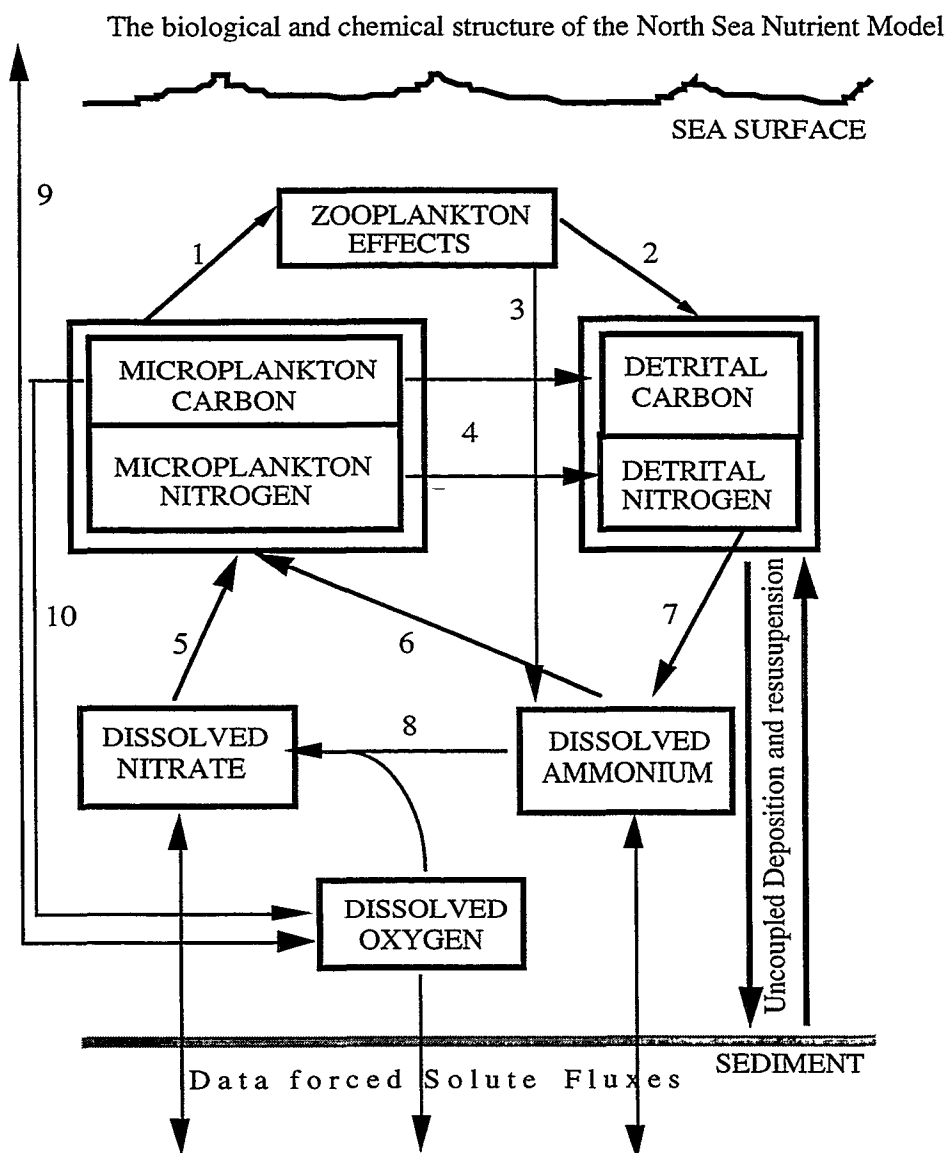 The biological and chemical structure of the North Sea Nutrient Model
SEA SURFACE
9
ZOOPLANKTON
EFFECTS
1
2
3
MICROPLANKTON
CARBON
DETRITAL
CARBON
4
MICROPLANKTON
NITROGEN
DETRITAL
NITROGEN
10
5
6
7
Uncoupled Deposition and resusupension
DISSOLVED
NITRATE
8
DISSOLVED
AMMONIUM
DISSOLVED
OXYGEN
SEDIMENT
Data forced Solute Fluxes